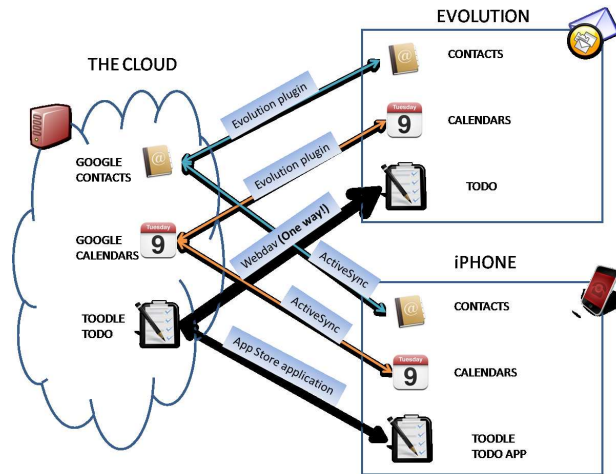 EVOLUTION
THE CLOUD
CONTACTS
Evolution plugin
Tuesday
9
CALENDARS
GOOGLE
CONTACTS
Evolution plugin
TODO
Tuesday
9
GOOGLE
CALENDARS
Webdav (One way!)
ActiveSync
iPHONE
CONTACTS
ActiveSync
TOODLE
TODO
App Store application
Tuesday
9
CALENDARS
TOODLE
TODO APP